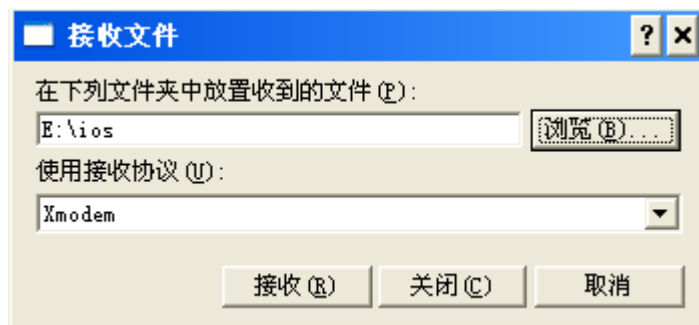 接收文件
在下列文件夹中放置收到的文件(P):
E:\ios
浏览(B)...
使用接收协议(U):
Xmodem
接收(R) 关闭(C) 取消